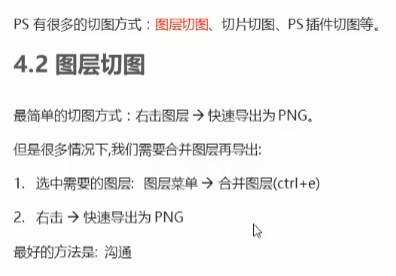 PS 有很多的切图方式：图层切图、切片切图、PS 插件切图等。
4.2 图层切图
最简单的切图方式：右击图层 → 快速导出为 PNG。
但是很多情况下,我们需要合并图层再导出:
1. 选中需要的图层: 图层菜单 → 合并图层(ctrl+e)
2. 右击 → 快速导出为 PNG
最好的方法是: 沟通